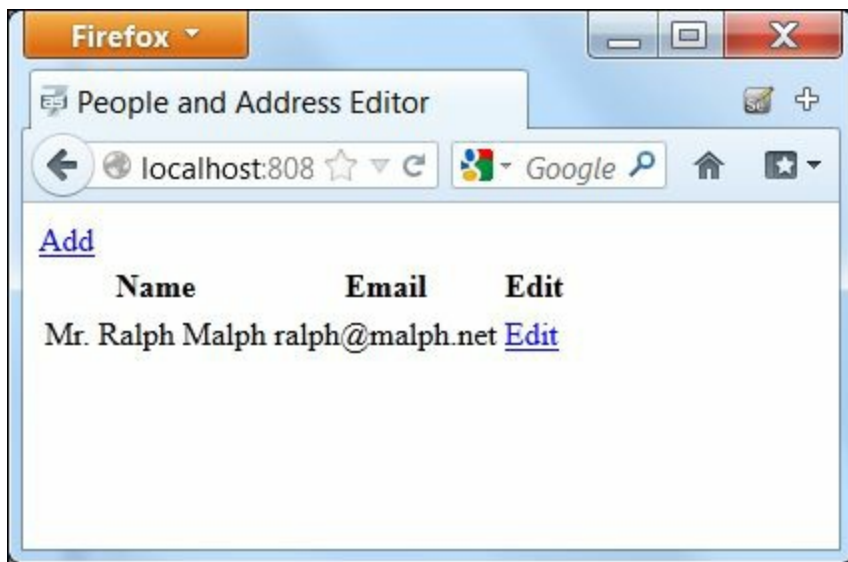 Firefox
People and Address Editor
localhost:808 Google
Add
Name Email Edit
Mr. Ralph Malph ralph@malph.net Edit